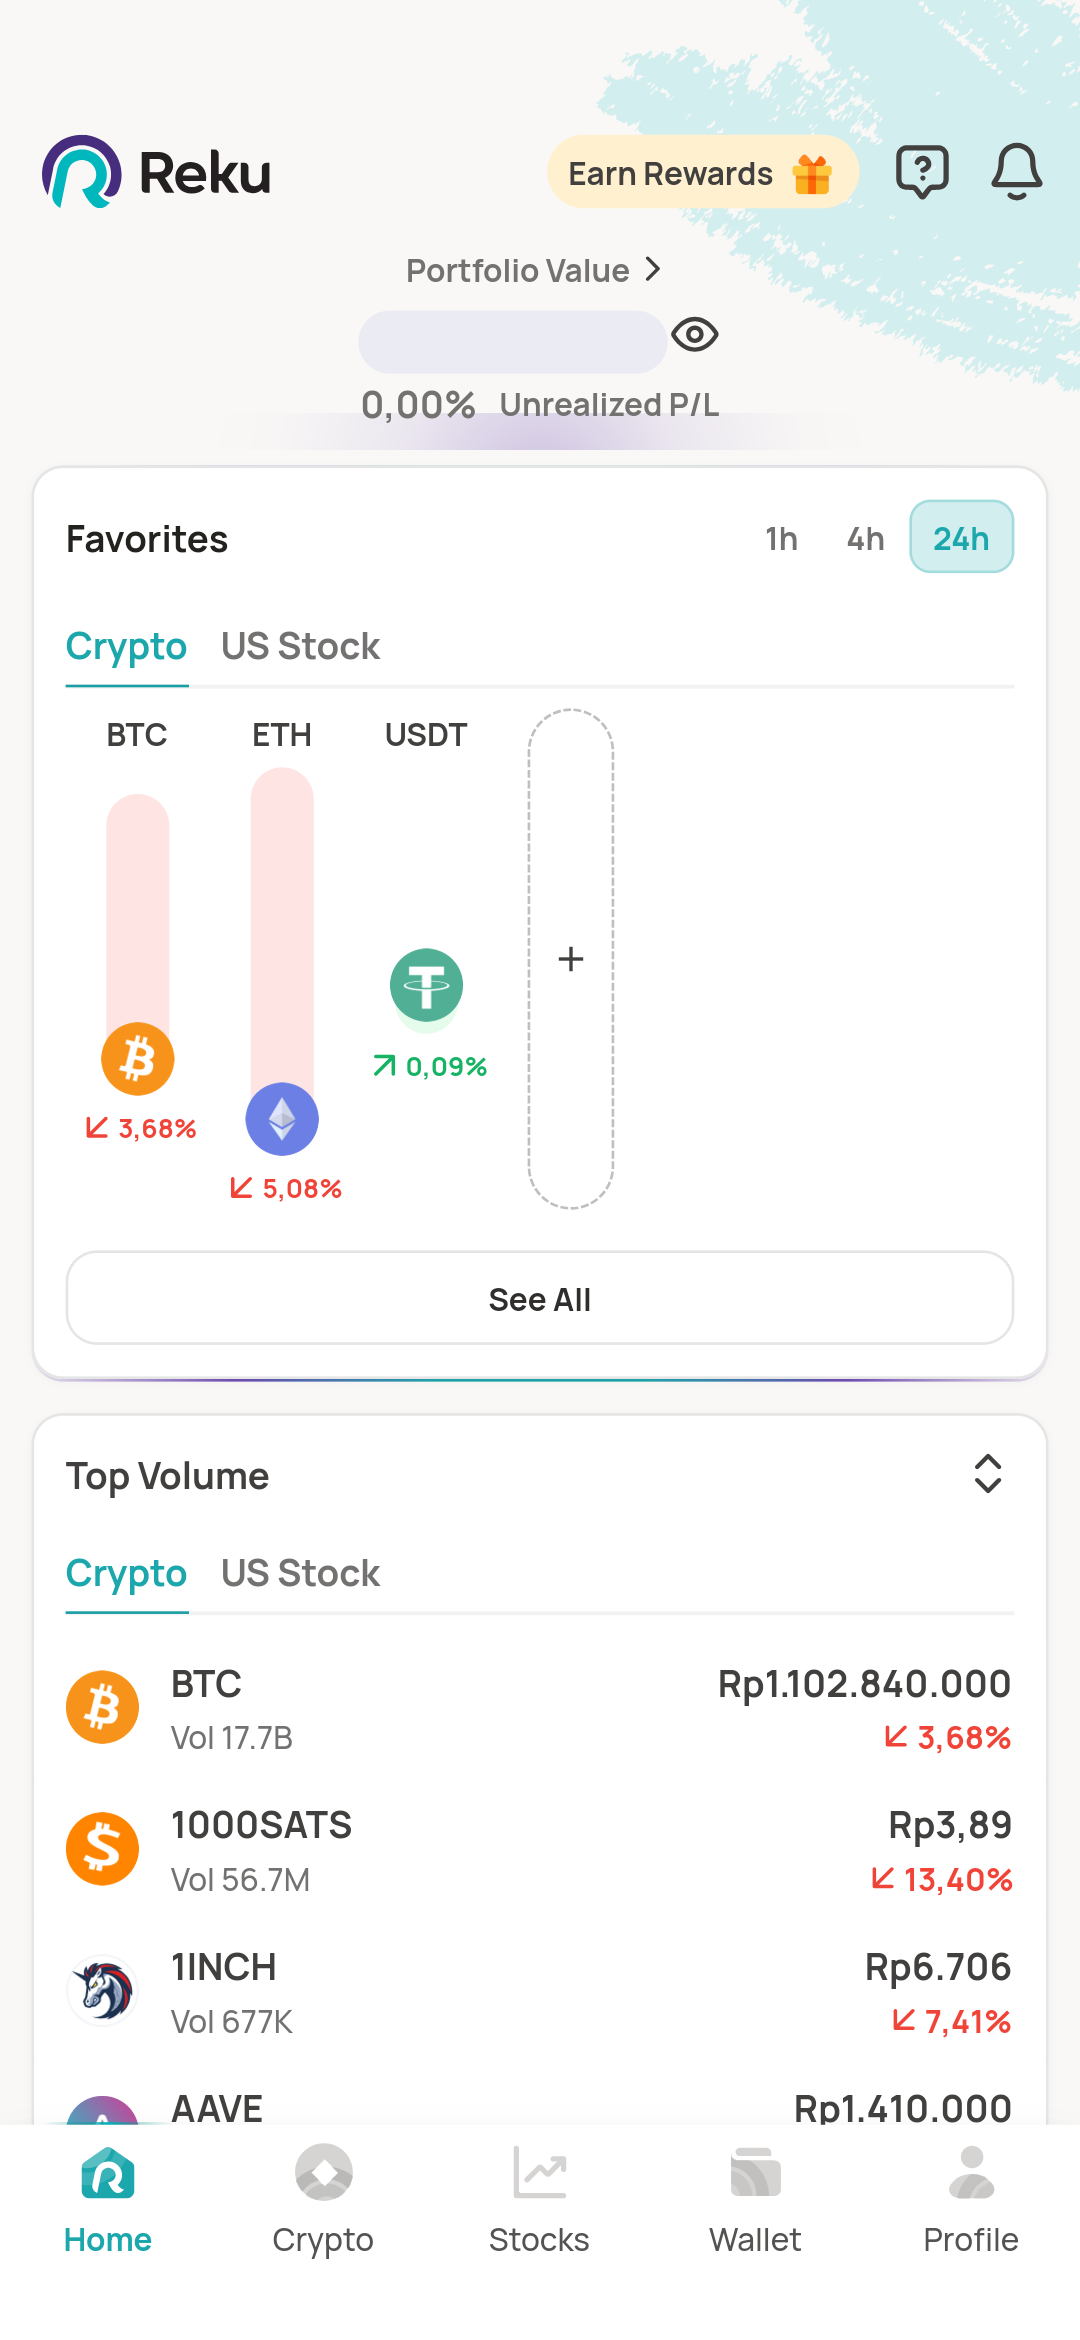 Reku
Earn Rewards
Portfolio Value
0,00% Unrealized P/L
Favorites
1h 4h 24h
Crypto US Stock
BTC ETH USDT
+
0,09%
3,68%
5,08%
See All
Top Volume
Crypto US Stock
BTC Rp1.102.840.000
Vol 17.7B 3,68%
1000SATS Rp3,89
Vol 56.7M 13,40%
1INCH Rp6.706
Vol 677K 7,41%
AAVE Rp1.410.000
Home Crypto Stocks Wallet Profile